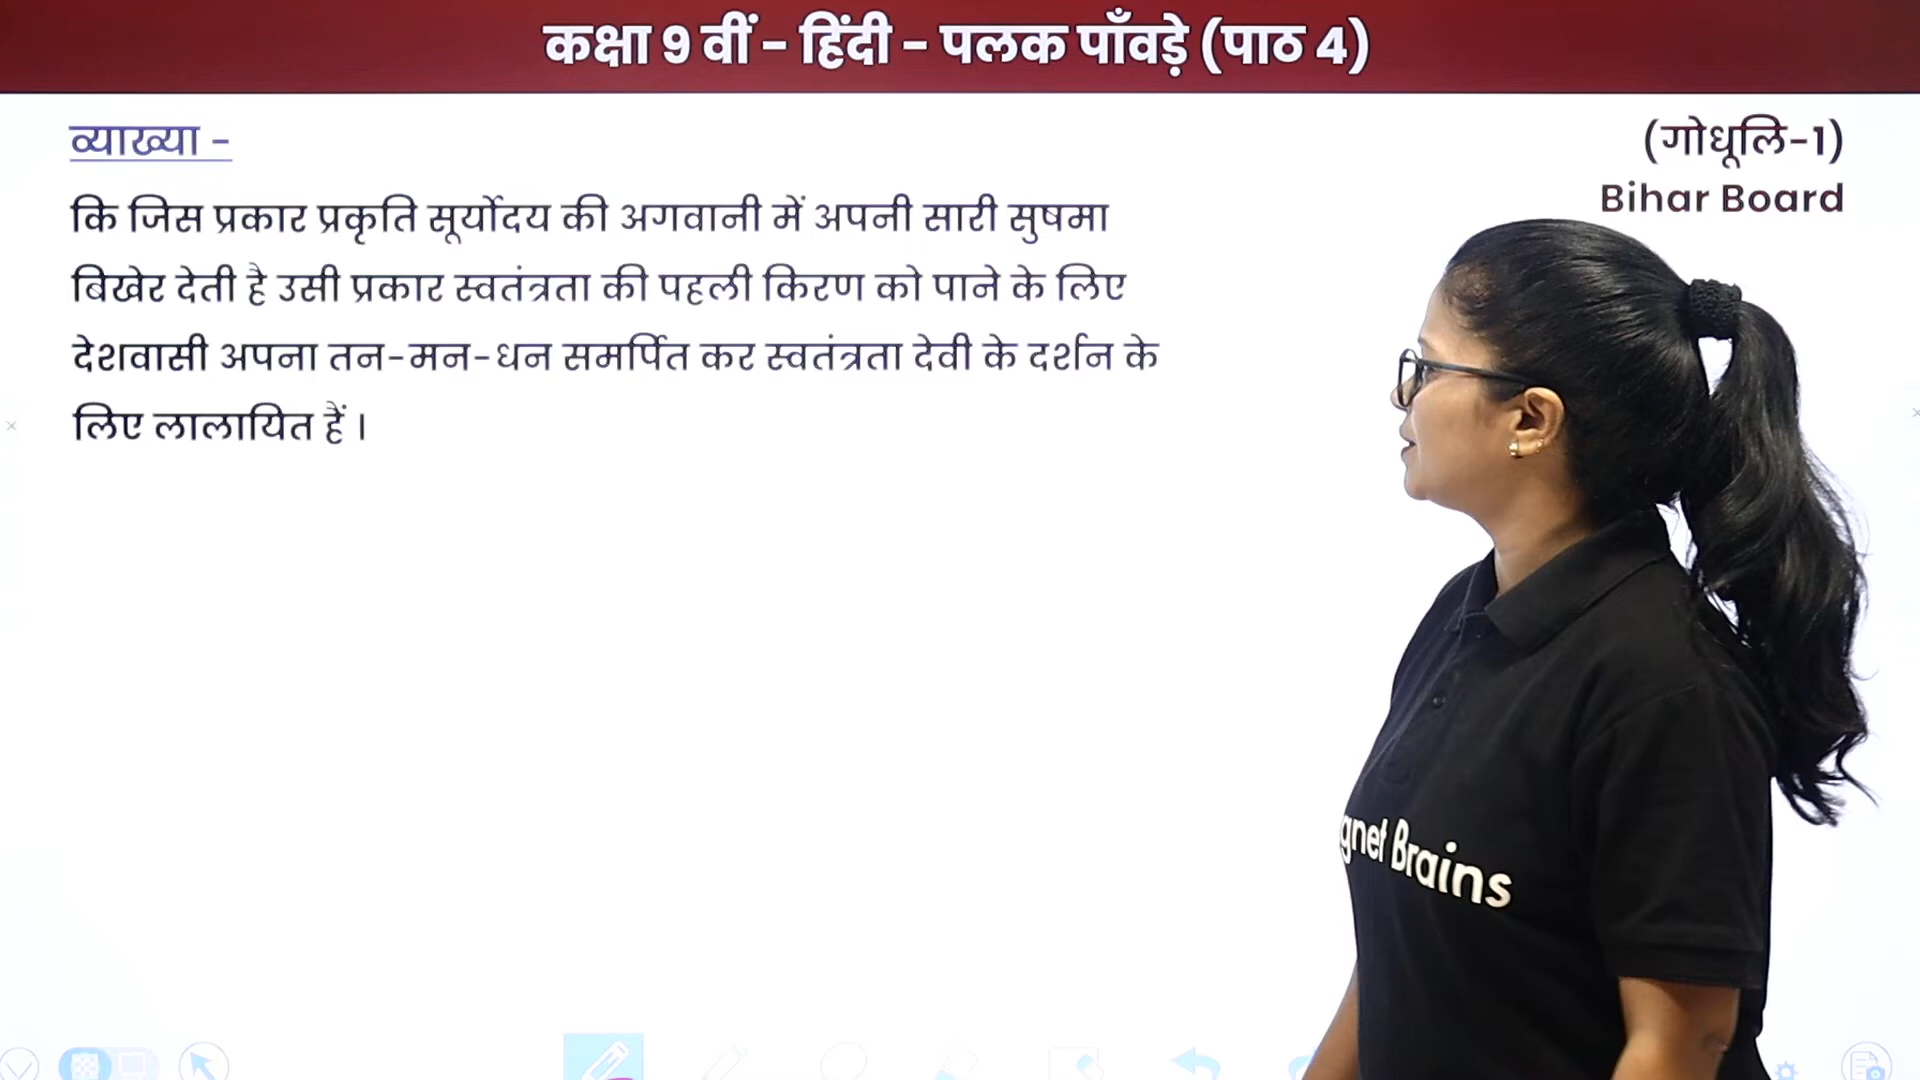 कक्षा 9 वीं - हिंदी - पलक पाँवड़े (पाठ 4)
व्याख्या -
(गोधूलि-1)
Bihar Board
कि जिस प्रकार प्रकृति सूर्योदय की अगवानी में अपनी सारी सुषमा
बिखेर देती है उसी प्रकार स्वतंत्रता की पहली किरण को पाने के लिए
देशवासी अपना तन-मन-धन समर्पित कर स्वतंत्रता देवी के दर्शन के
लिए लालायित हैं ।
gnet Brains